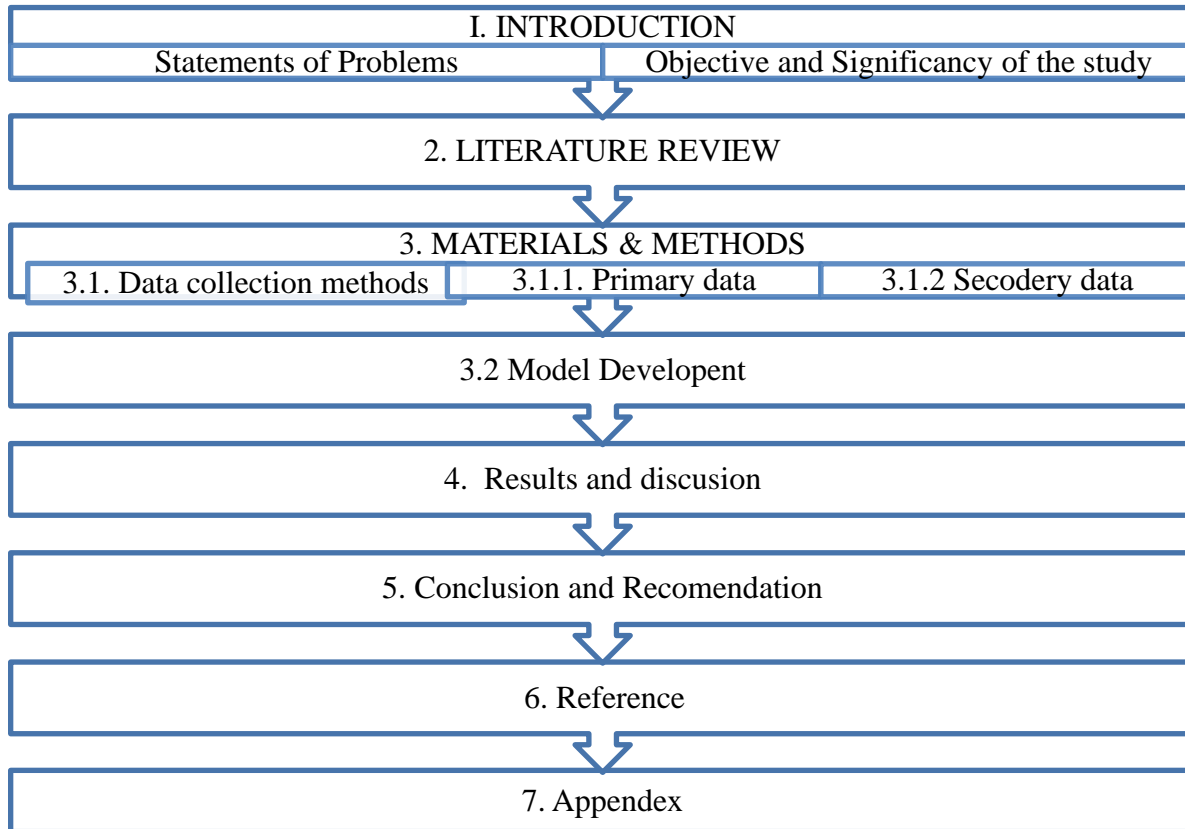 I. INTRODUCTION
Statements of Problems
Objective and Significancy of the study
2. LITERATURE REVIEW
3. MATERIALS & METHODS
3.1. Data collection methods
3.1.1. Primary data
3.1.2 Secodery data
3.2 Model Developent
4.  Results and discusion
5. Conclusion and Recomendation
6. Reference
7. Appendex